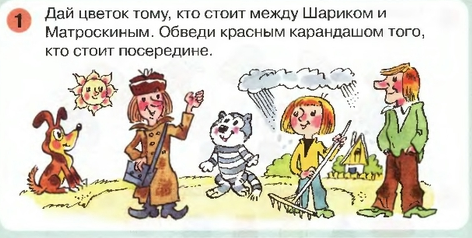 1 Дай цветок тому, кто стоит между Шариком и
Матроскиным. Обведи красным карандашом того,
кто стоит посередине.